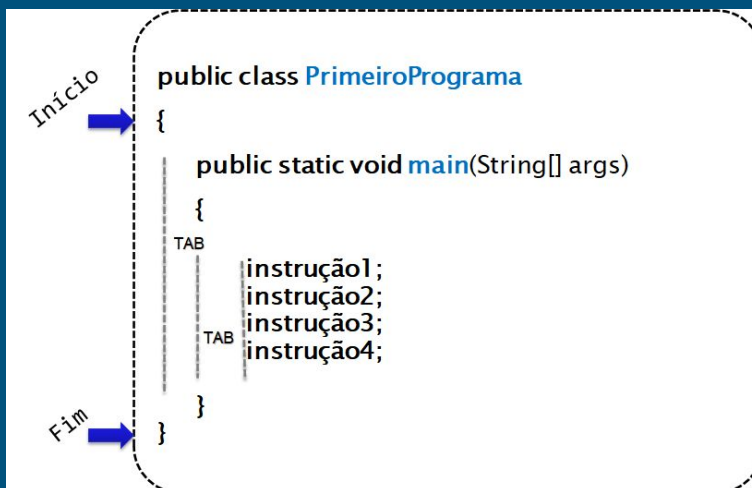 Início
public class PrimeiroPrograma
{
public static void main(String[] args)
{
TAB
instrução1;
instrução2;
instrução3;
TAB
instrução4;
}
Fim
}